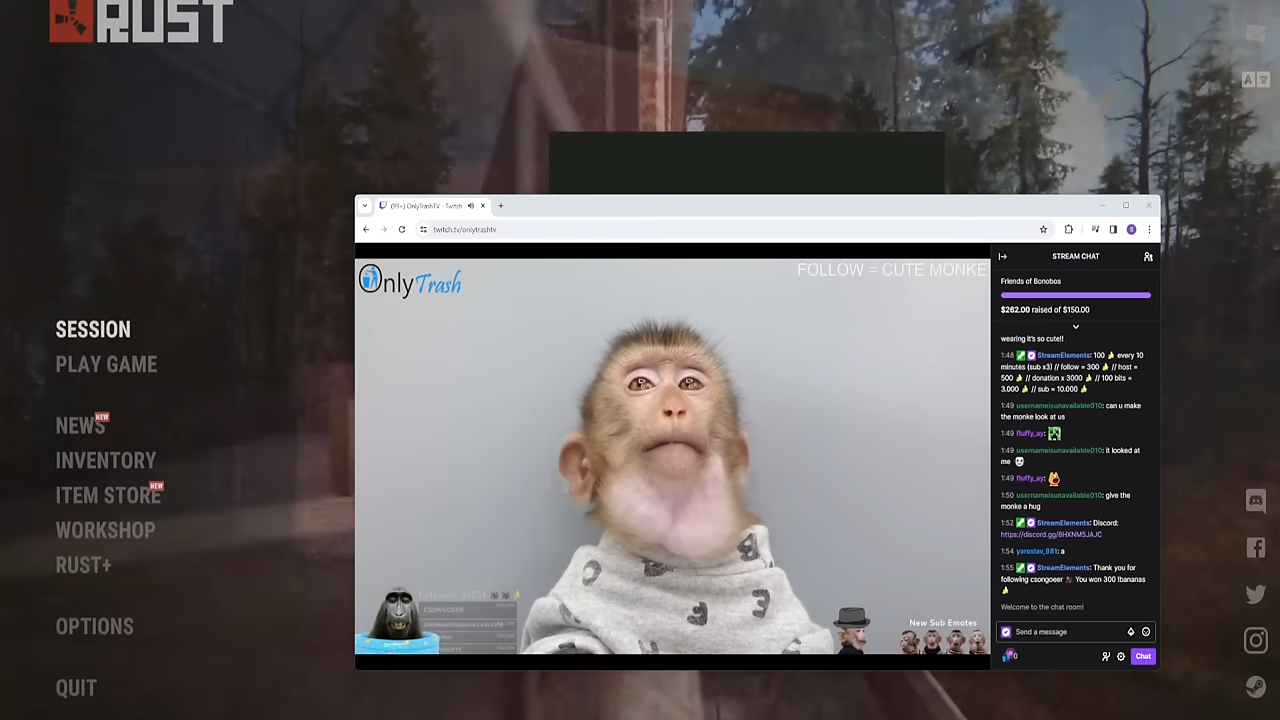 RUST
SESSION
PLAY GAME
NEWS
NEW
INVENTORY
ITEM STORE
NEW
WORKSHOP
RUST+
OPTIONS
QUIT
(99+) OnlyTrashTV - Twitch
twitch.tv/onlytrashtv
S
OnlyTrash
FOLLOW = CUTE MONKE
CSONGOEER
FOLLOW
New Sub Emotes
STREAM CHAT
Friends of Bonobos
$262.00 raised of $150.00
wearing it's so cute!!
1:48 StreamElements: 100 🍌 every 10
minutes (sub x3) // follow = 300 🍌 // host =
500 🍌 // donation x 3000 🍌 // 100 bits =
3.000 🍌 // sub = 10.000 🍌
1:49 usernameisunavailable010: can u make
the monke look at us
1:49 fluffy_ay:
1:49 usernameisunavailable010: it looked at
me
1:49 fluffy_ay:
1:50 usernameisunavailable010: give the
monke a hug
1:52 StreamElements: Discord:
https://discord.gg/8HXNM5JAJC
1:54 yaroslav_981: a
1:55 StreamElements: Thank you for
following csongoeer You won 300 !bananas
🍌
Welcome to the chat room!
Send a message
0
Chat